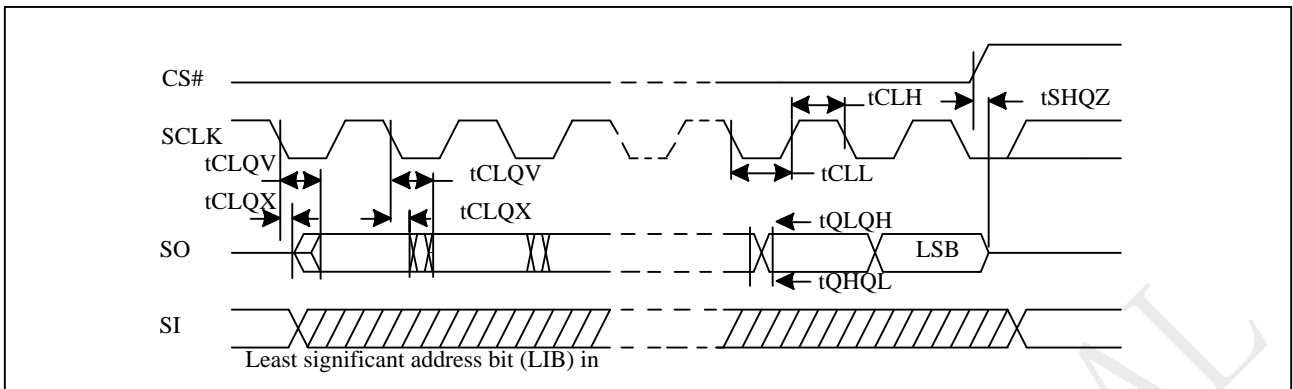 CS#
tCLH
tSHQZ
SCLK
tCLQV
tCLQV
tCLL
tCLQX
tCLQX
tQLQH
SO
LSB
tQHQL
SI
Least significant address bit (LIB) in